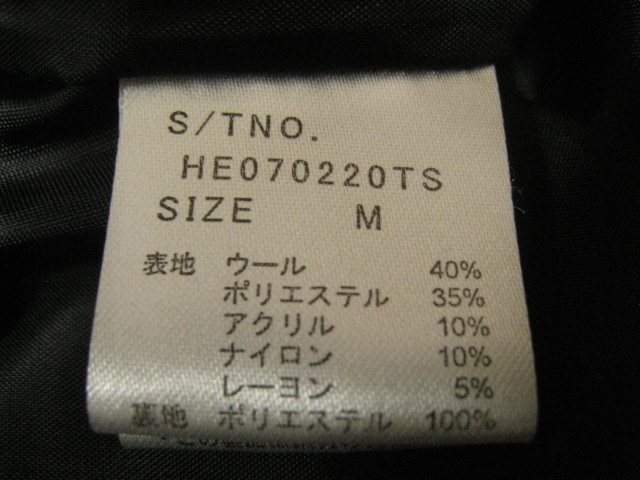 S/TNO.
HE070220TS
SIZE M
表地 ウール 40%
ポリエステル 35%
アクリル 10%
ナイロン 10%
レーヨン 5%
裏地 ポリエステル 100%